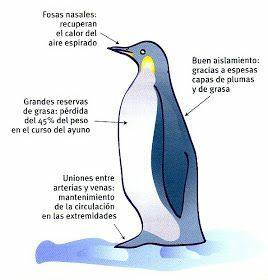 Fosas nasales:
recuperan
el calor del
aire espirado
Buen aislamiento:
gracias a espesas
capas de plumas
y de grasa
Grandes reservas
de grasa: pérdida
del 45% del peso
en el curso del ayuno
Uniones entre
arterias y venas:
mantenimiento
de la circulación
en las extremidades